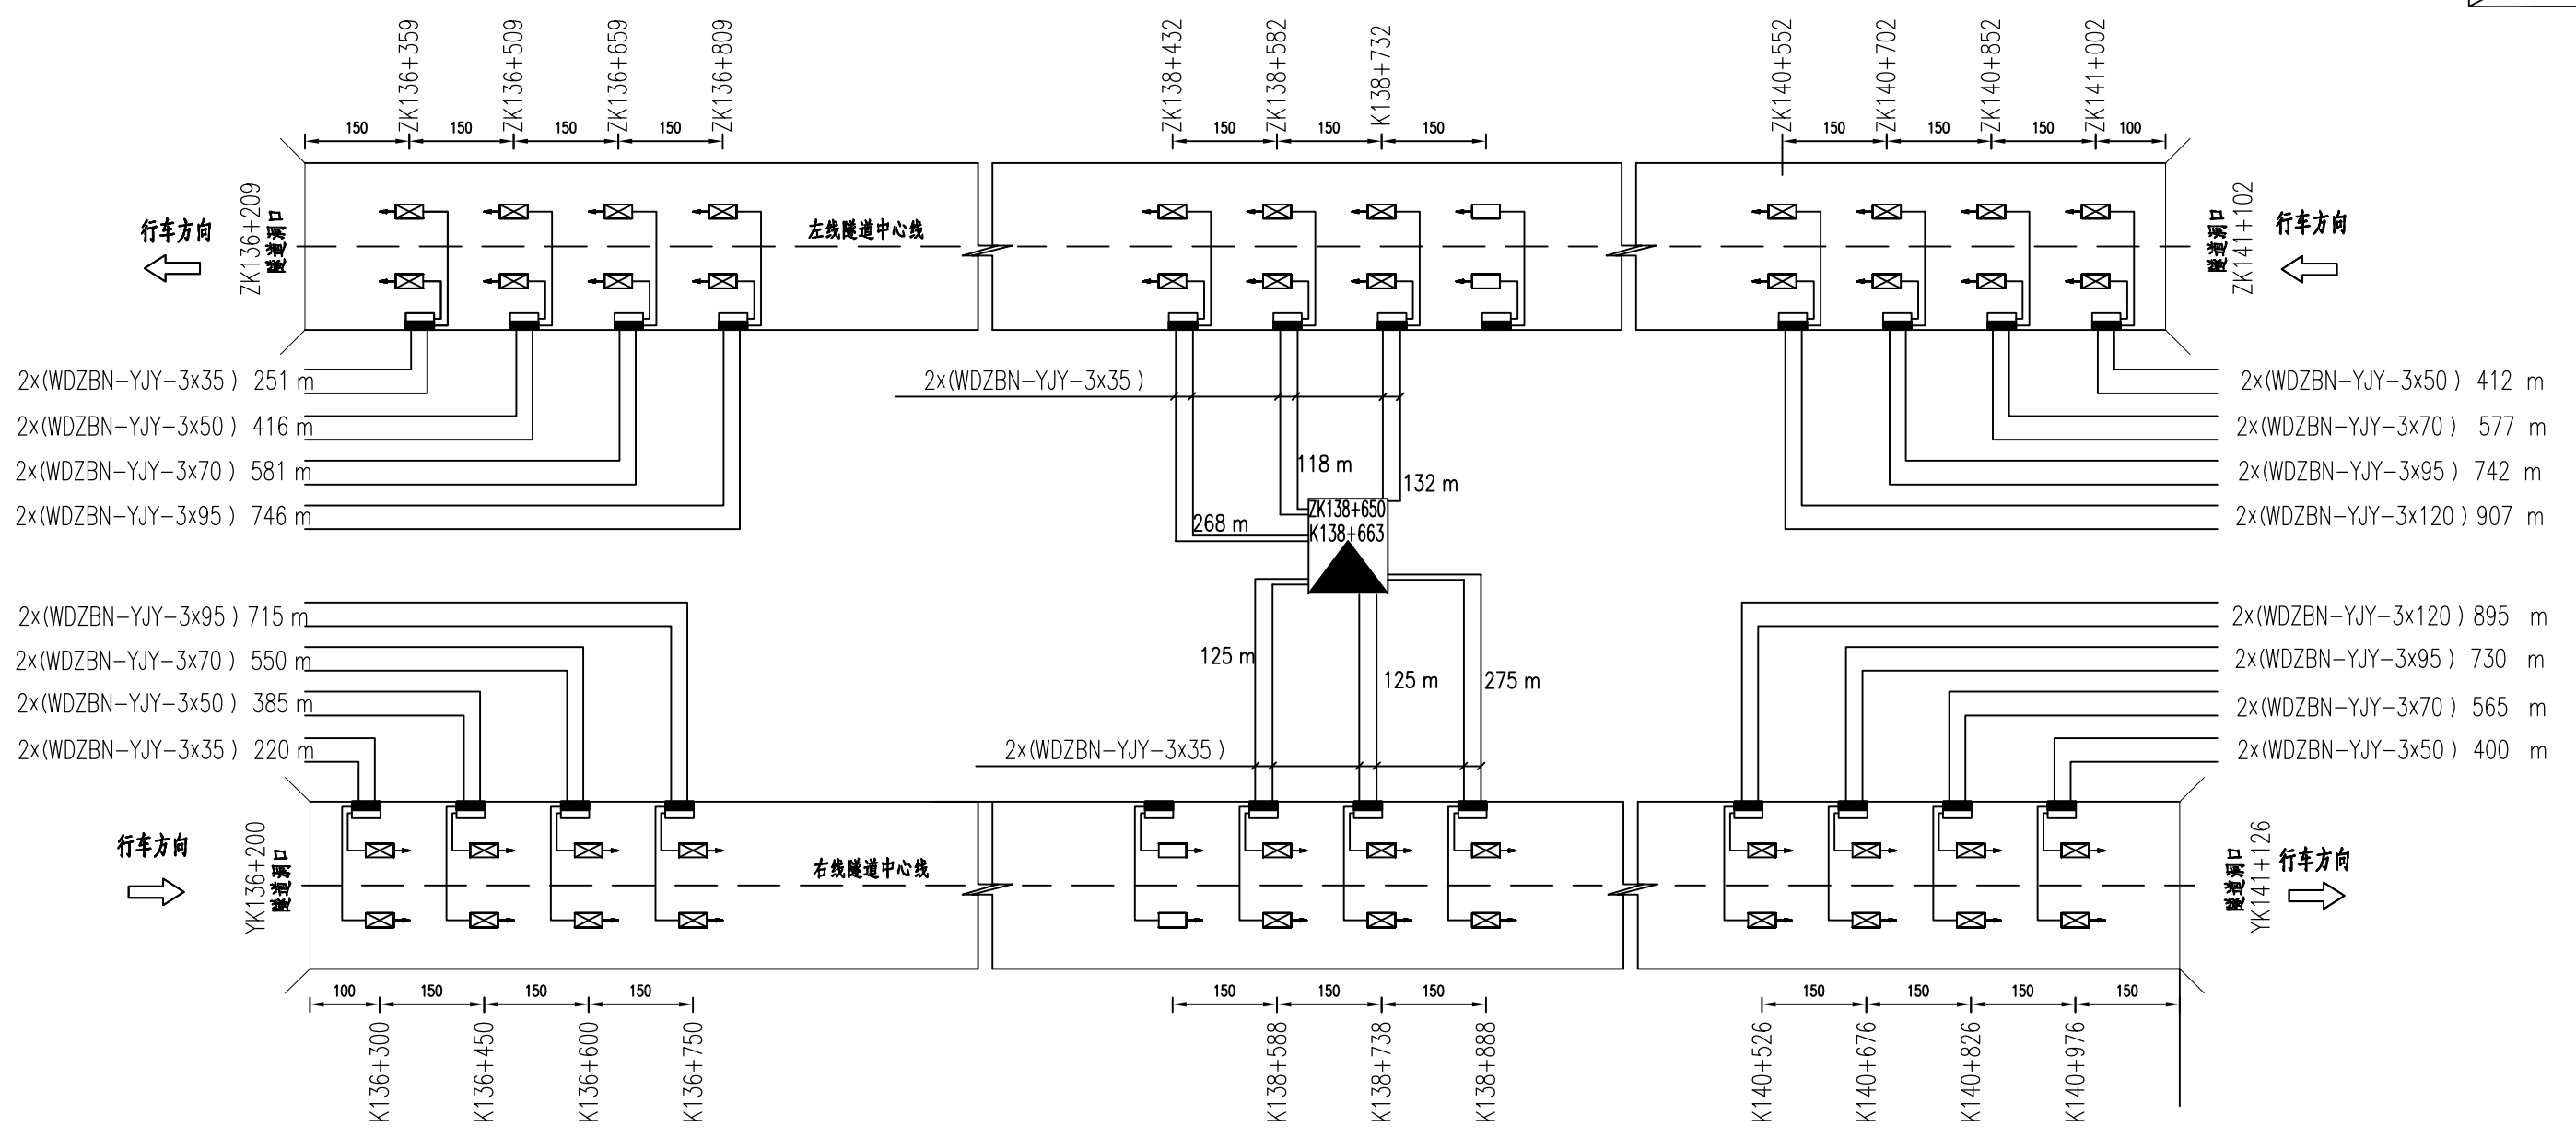 ZK136+359
ZK136+509
ZK136+659
ZK136+809
ZK138+432
ZK138+582
K138+732
ZK140+552
ZK140+702
ZK140+852
ZK141+002
150
150
150
150
150
150
150
150
150
150
100
行车方向
ZK136+209
隧道洞口
左线隧道中心线
隧道洞口
ZK141+102
行车方向
2x(WDZBN-YJY-3x35) 251 m
2x(WDZBN-YJY-3x50) 416 m
2x(WDZBN-YJY-3x70) 581 m
2x(WDZBN-YJY-3x95) 746 m
2x(WDZBN-YJY-3x35)
118 m
132 m
268 m
ZK138+650
K138+663
2x(WDZBN-YJY-3x50) 412 m
2x(WDZBN-YJY-3x70) 577 m
2x(WDZBN-YJY-3x95) 742 m
2x(WDZBN-YJY-3x120) 907 m
2x(WDZBN-YJY-3x95) 715 m
2x(WDZBN-YJY-3x70) 550 m
2x(WDZBN-YJY-3x50) 385 m
2x(WDZBN-YJY-3x35) 220 m
125 m
125 m
275 m
2x(WDZBN-YJY-3x35)
2x(WDZBN-YJY-3x120) 895 m
2x(WDZBN-YJY-3x95) 730 m
2x(WDZBN-YJY-3x70) 565 m
2x(WDZBN-YJY-3x50) 400 m
行车方向
YK136+200
隧道洞口
右线隧道中心线
隧道洞口
YK141+126
行车方向
100
150
150
150
150
150
150
150
150
150
150
K136+300
K136+450
K136+600
K136+750
K138+588
K138+738
K138+888
K140+526
K140+676
K140+826
K140+976